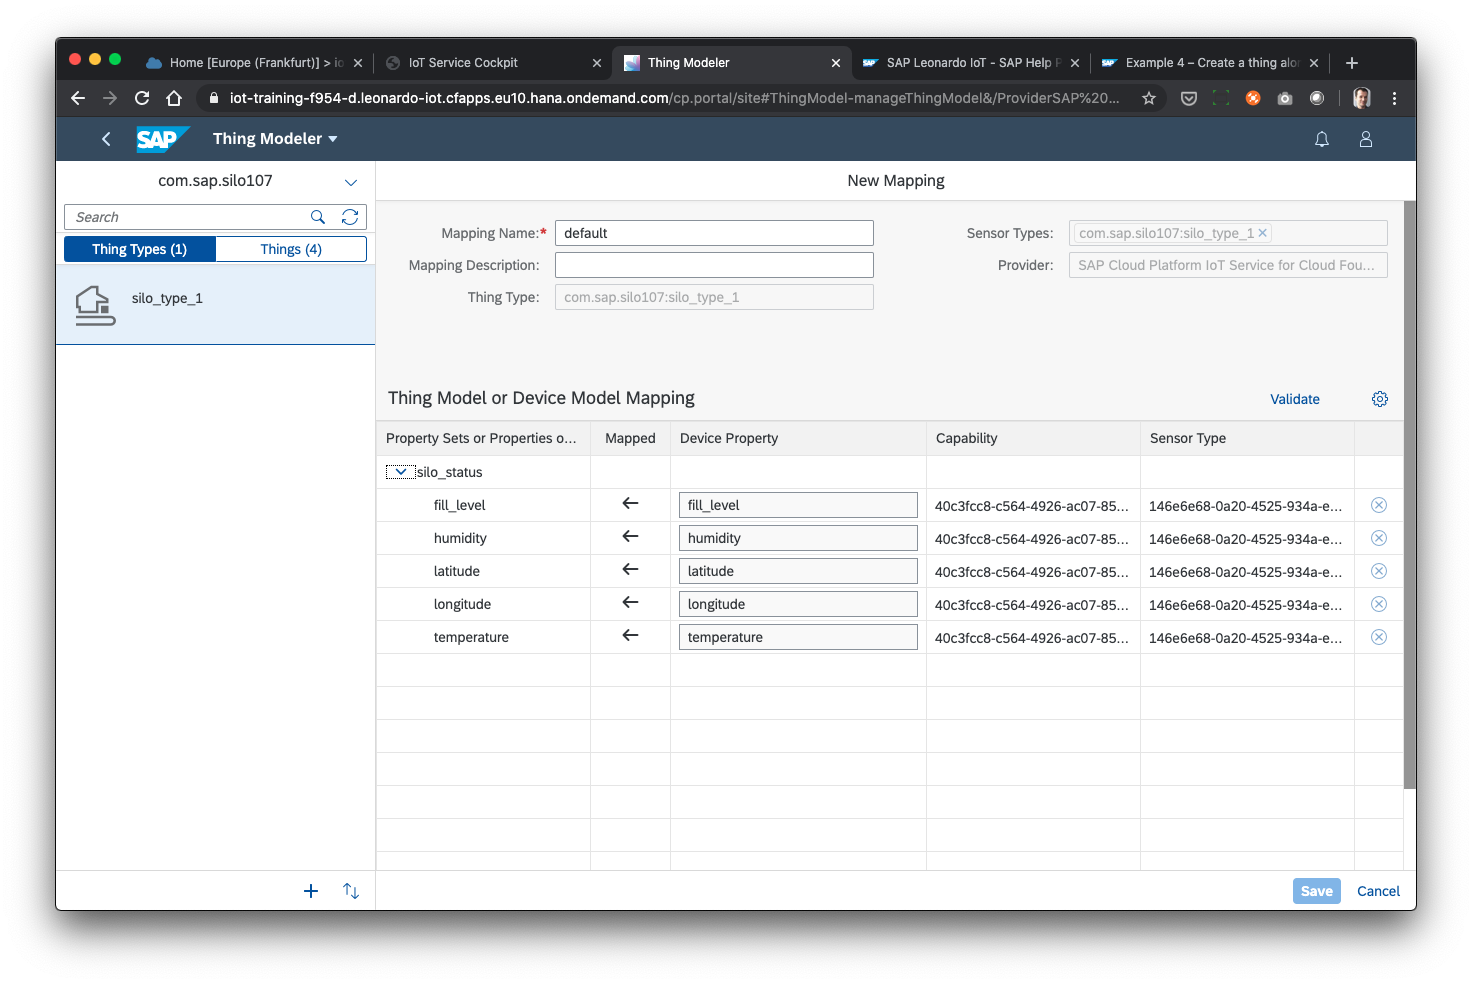 Home [Europe (Frankfurt)] > io
IoT Service Cockpit
Thing Modeler
SAP Leonardo IoT - SAP Help P
Example 4 – Create a thing alon
iot-training-f954-d.leonardo-iot.cfapps.eu10.hana.ondemand.com/cp.portal/site#ThingModel-manageThingModel&/ProviderSAP%20...
SAP Thing Modeler
com.sap.silo107
New Mapping
Search
Thing Types (1) Things (4)
silo_type_1
Mapping Name:* default
Sensor Types: com.sap.silo107:silo_type_1
Mapping Description:
Provider: SAP Cloud Platform IoT Service for Cloud Fou...
Thing Type: com.sap.silo107:silo_type_1
Thing Model or Device Model Mapping
Validate
Property Sets or Properties o... Mapped Device Property Capability Sensor Type
silo_status
fill_level fill_level 40c3fcc8-c564-4926-ac07-85... 146e6e68-0a20-4525-934a-e...
humidity humidity 40c3fcc8-c564-4926-ac07-85... 146e6e68-0a20-4525-934a-e...
latitude latitude 40c3fcc8-c564-4926-ac07-85... 146e6e68-0a20-4525-934a-e...
longitude longitude 40c3fcc8-c564-4926-ac07-85... 146e6e68-0a20-4525-934a-e...
temperature temperature 40c3fcc8-c564-4926-ac07-85... 146e6e68-0a20-4525-934a-e...
Save Cancel